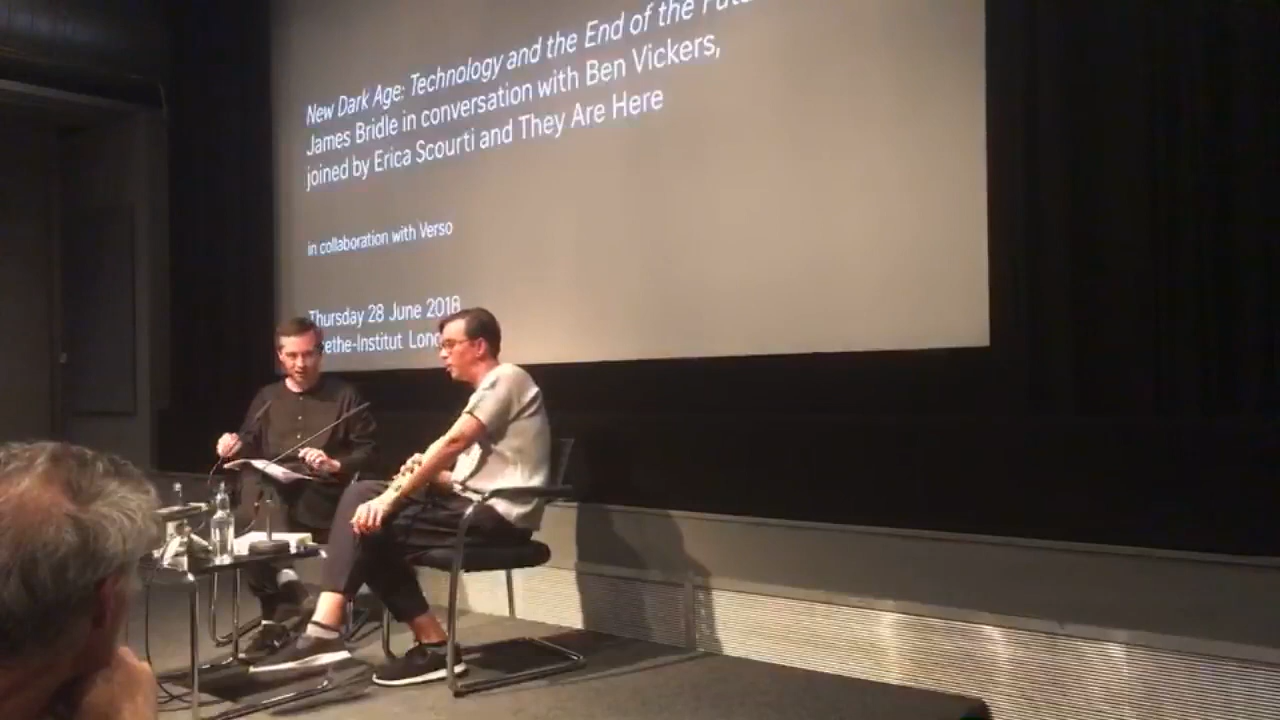 New Dark Age: Technology and the End of the
James Bridle in conversation with Ben Vickers,
joined by Erica Scourti and They Are Here
in collaboration with Verso
Thursday 28 June 2018